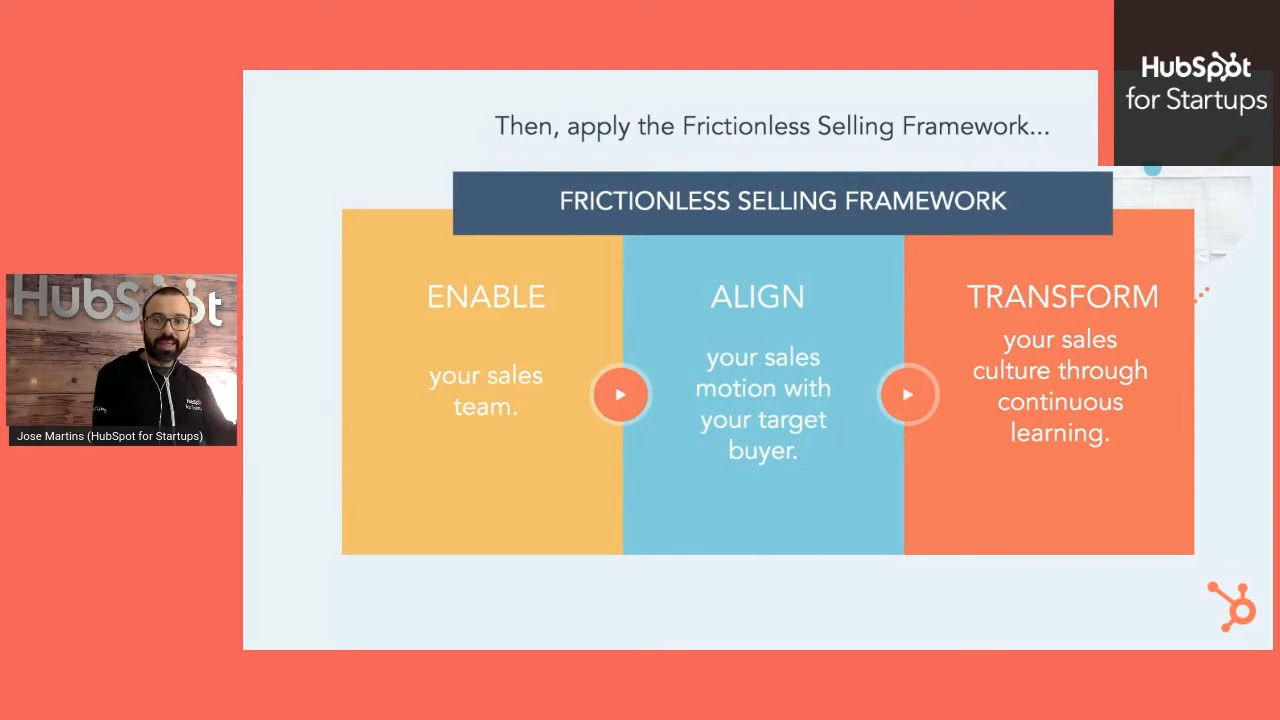 HubSpot
for Startups
Then, apply the Frictionless Selling Framework...
FRICTIONLESS SELLING FRAMEWORK
ENABLE
your sales
team.
ALIGN
your sales
motion with
your target
buyer.
TRANSFORM
your sales
culture through
continuous
learning.
HubSpot
Jose Martins (HubSpot for Startups)